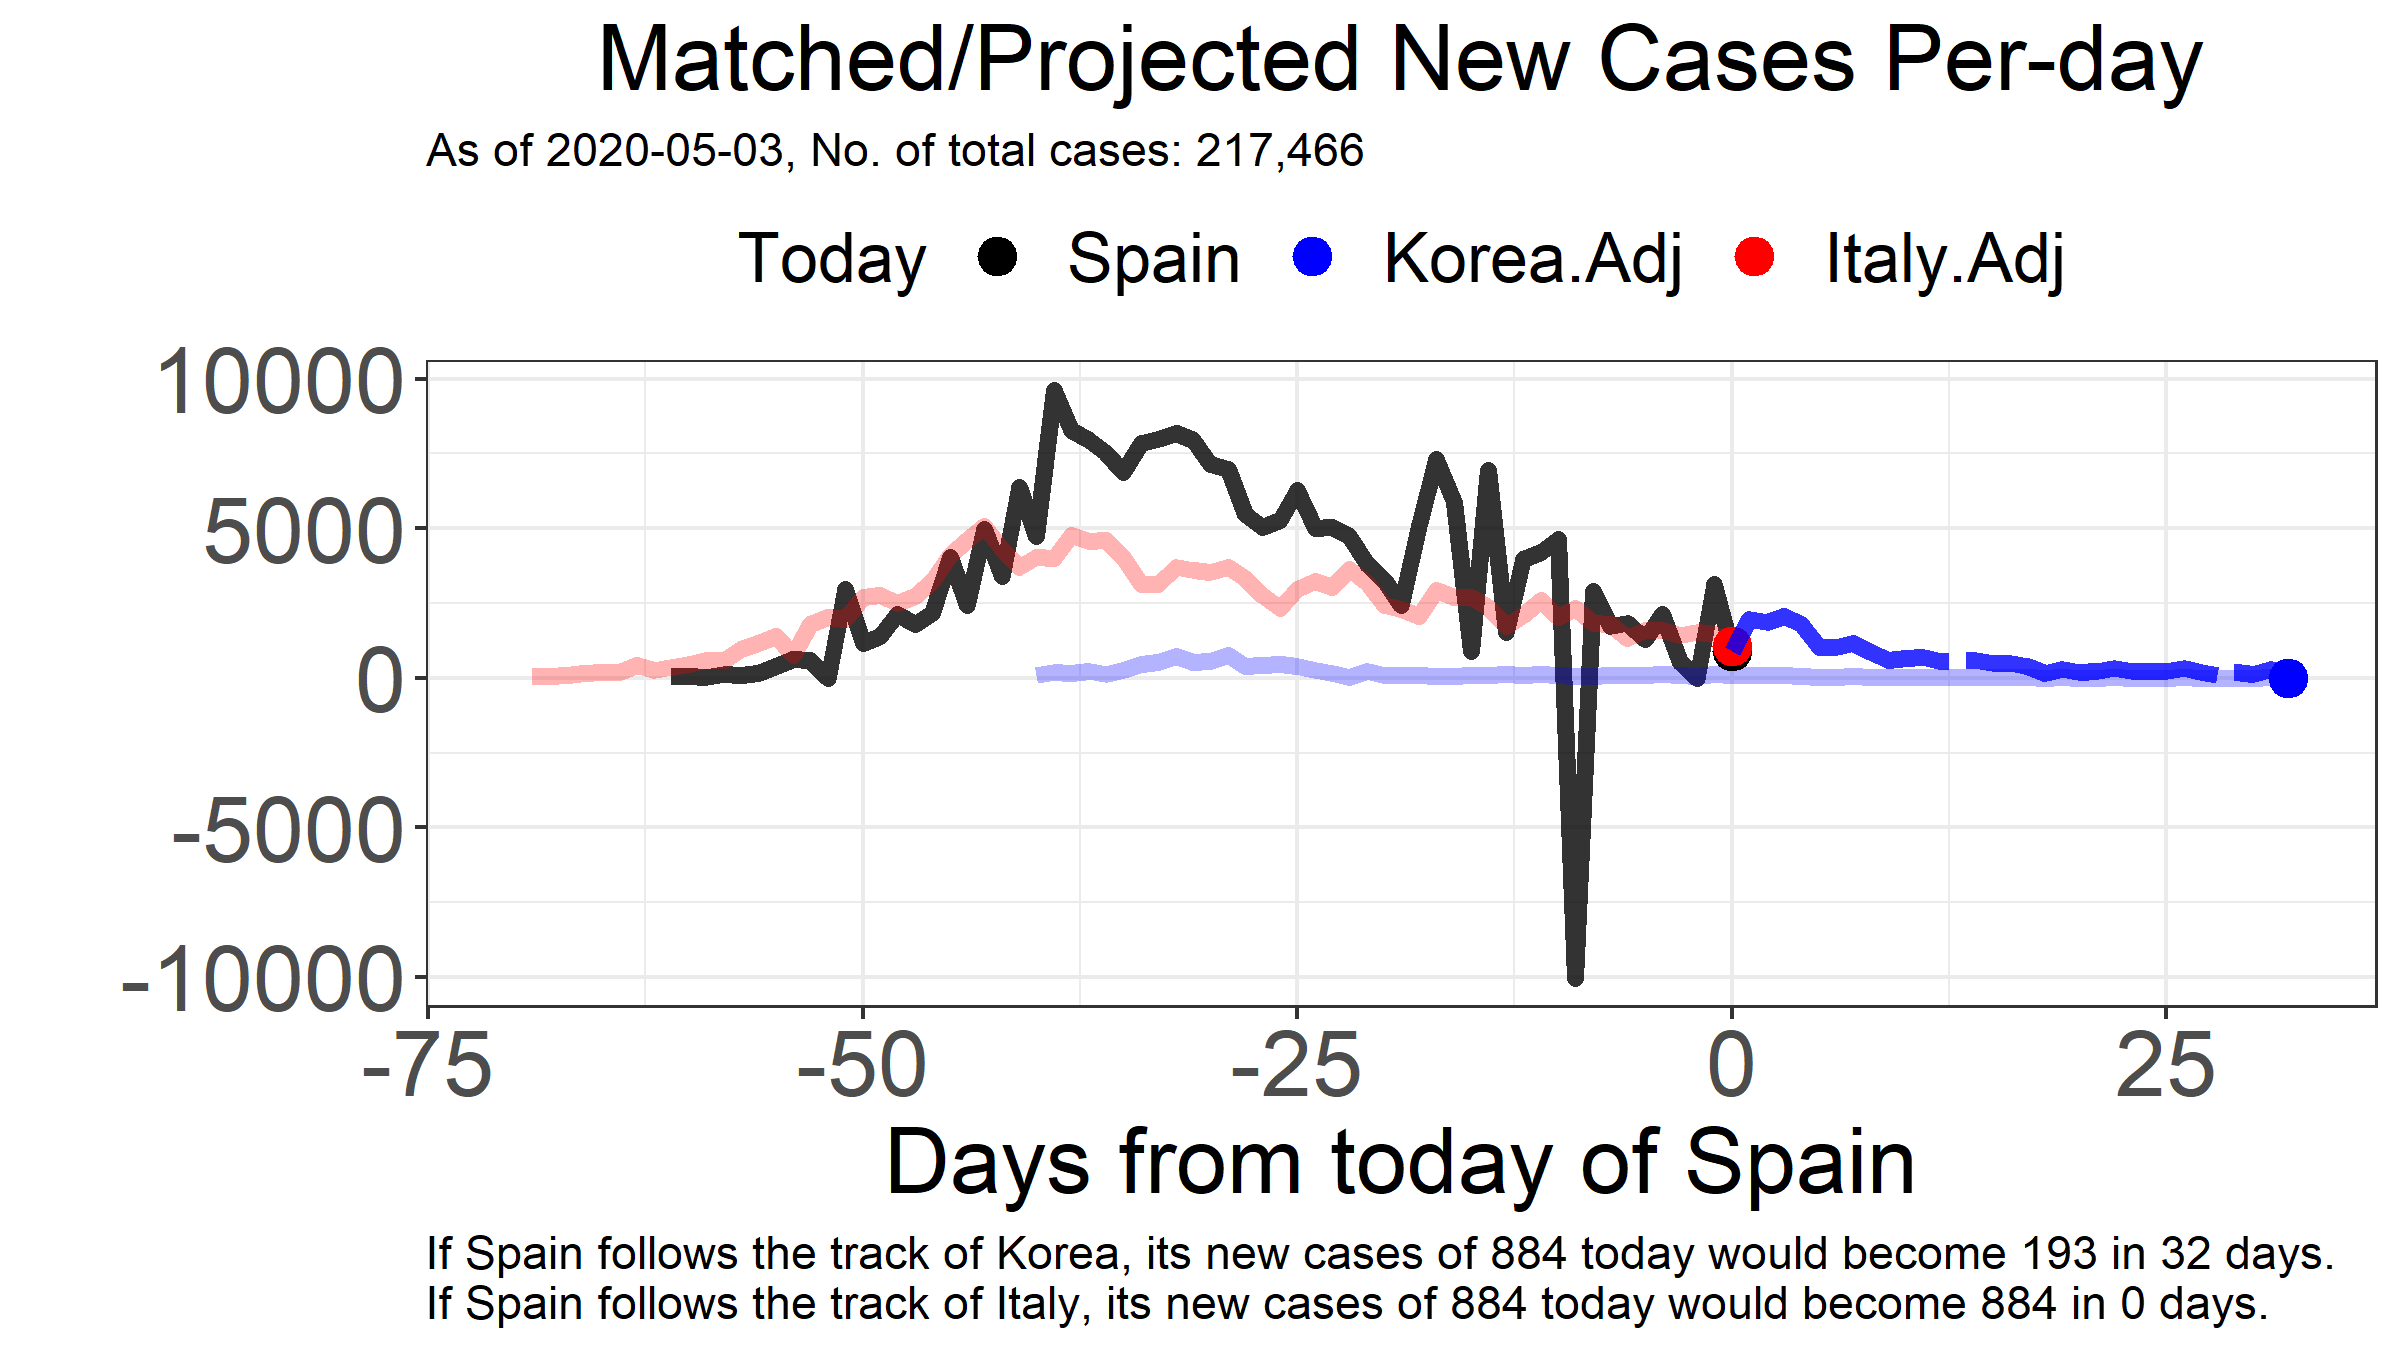 Matched/Projected New Cases Per-day
As of 2020-05-03, No. of total cases: 217,466
Today Spain Korea.Adj Italy.Adj
10000
5000
0
-5000
-10000
-75 -50 -25 0 25
Days from today of Spain
If Spain follows the track of Korea, its new cases of 884 today would become 193 in 32 days.
If Spain follows the track of Italy, its new cases of 884 today would become 884 in 0 days.